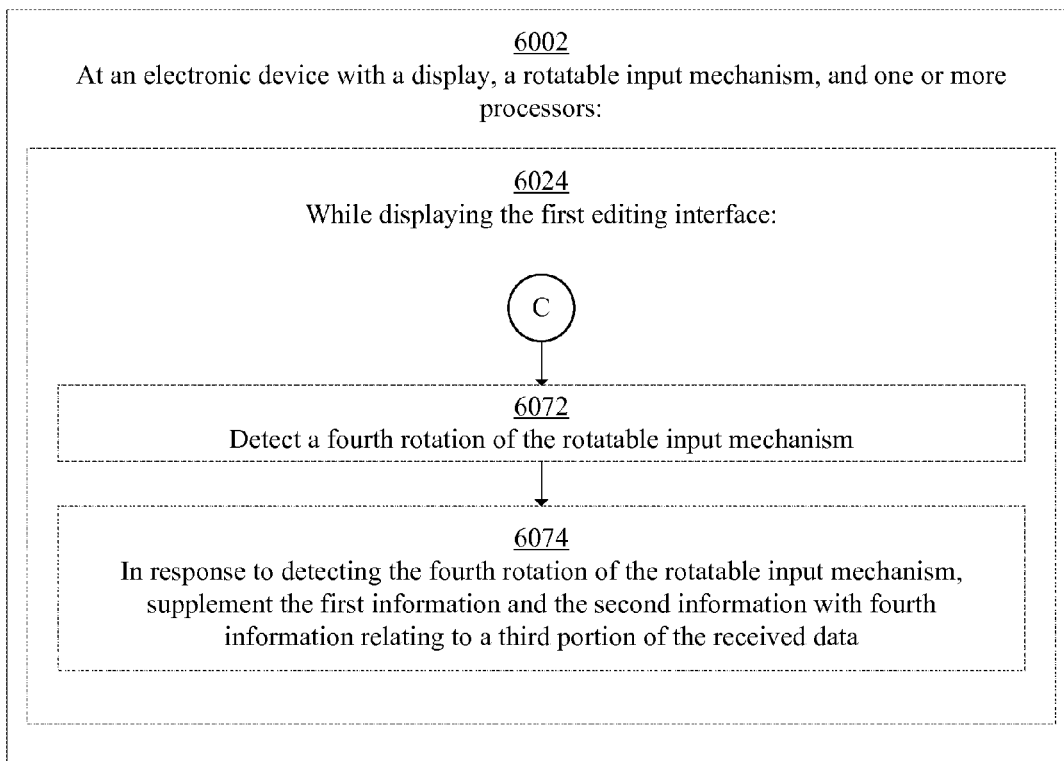 6002
At an electronic device with a display, a rotatable input mechanism, and one or more
processors:
6024
While displaying the first editing interface:
C
6072
Detect a fourth rotation of the rotatable input mechanism
6074
In response to detecting the fourth rotation of the rotatable input mechanism,
supplement the first information and the second information with fourth
information relating to a third portion of the received data